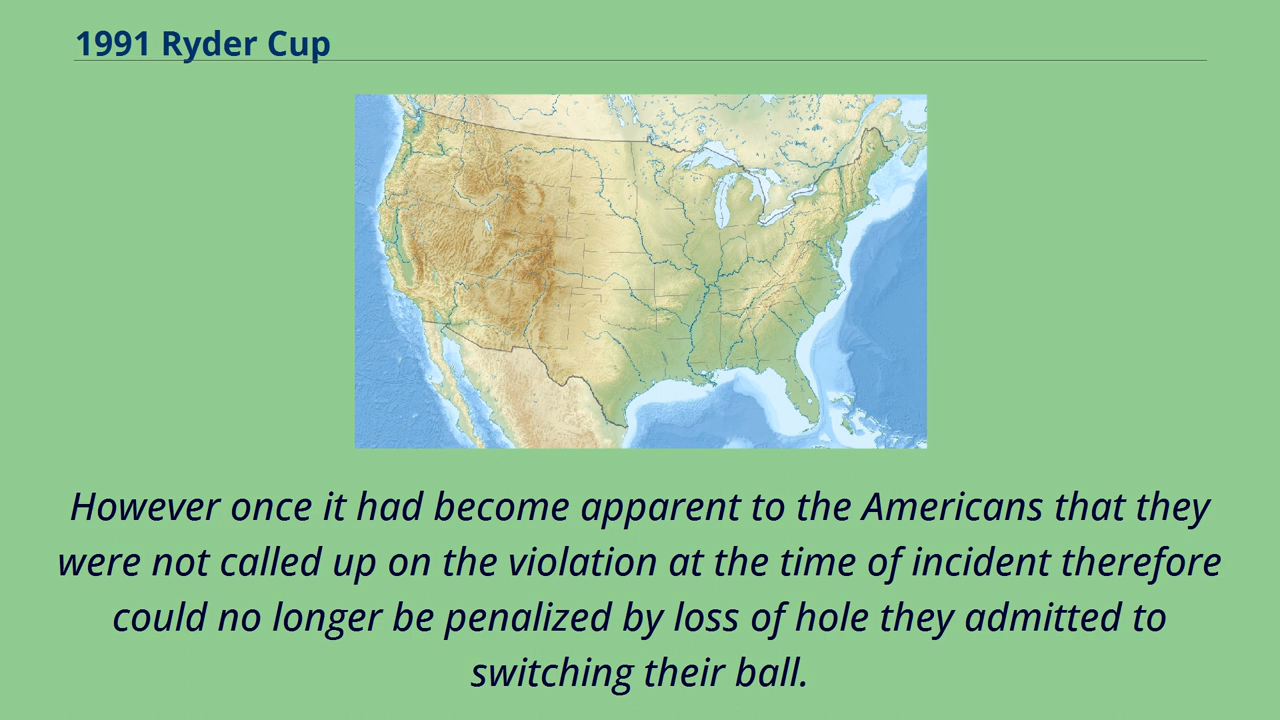 1991 Ryder Cup
However once it had become apparent to the Americans that they
were not called up on the violation at the time of incident therefore
could no longer be penalized by loss of hole they admitted to
switching their ball.